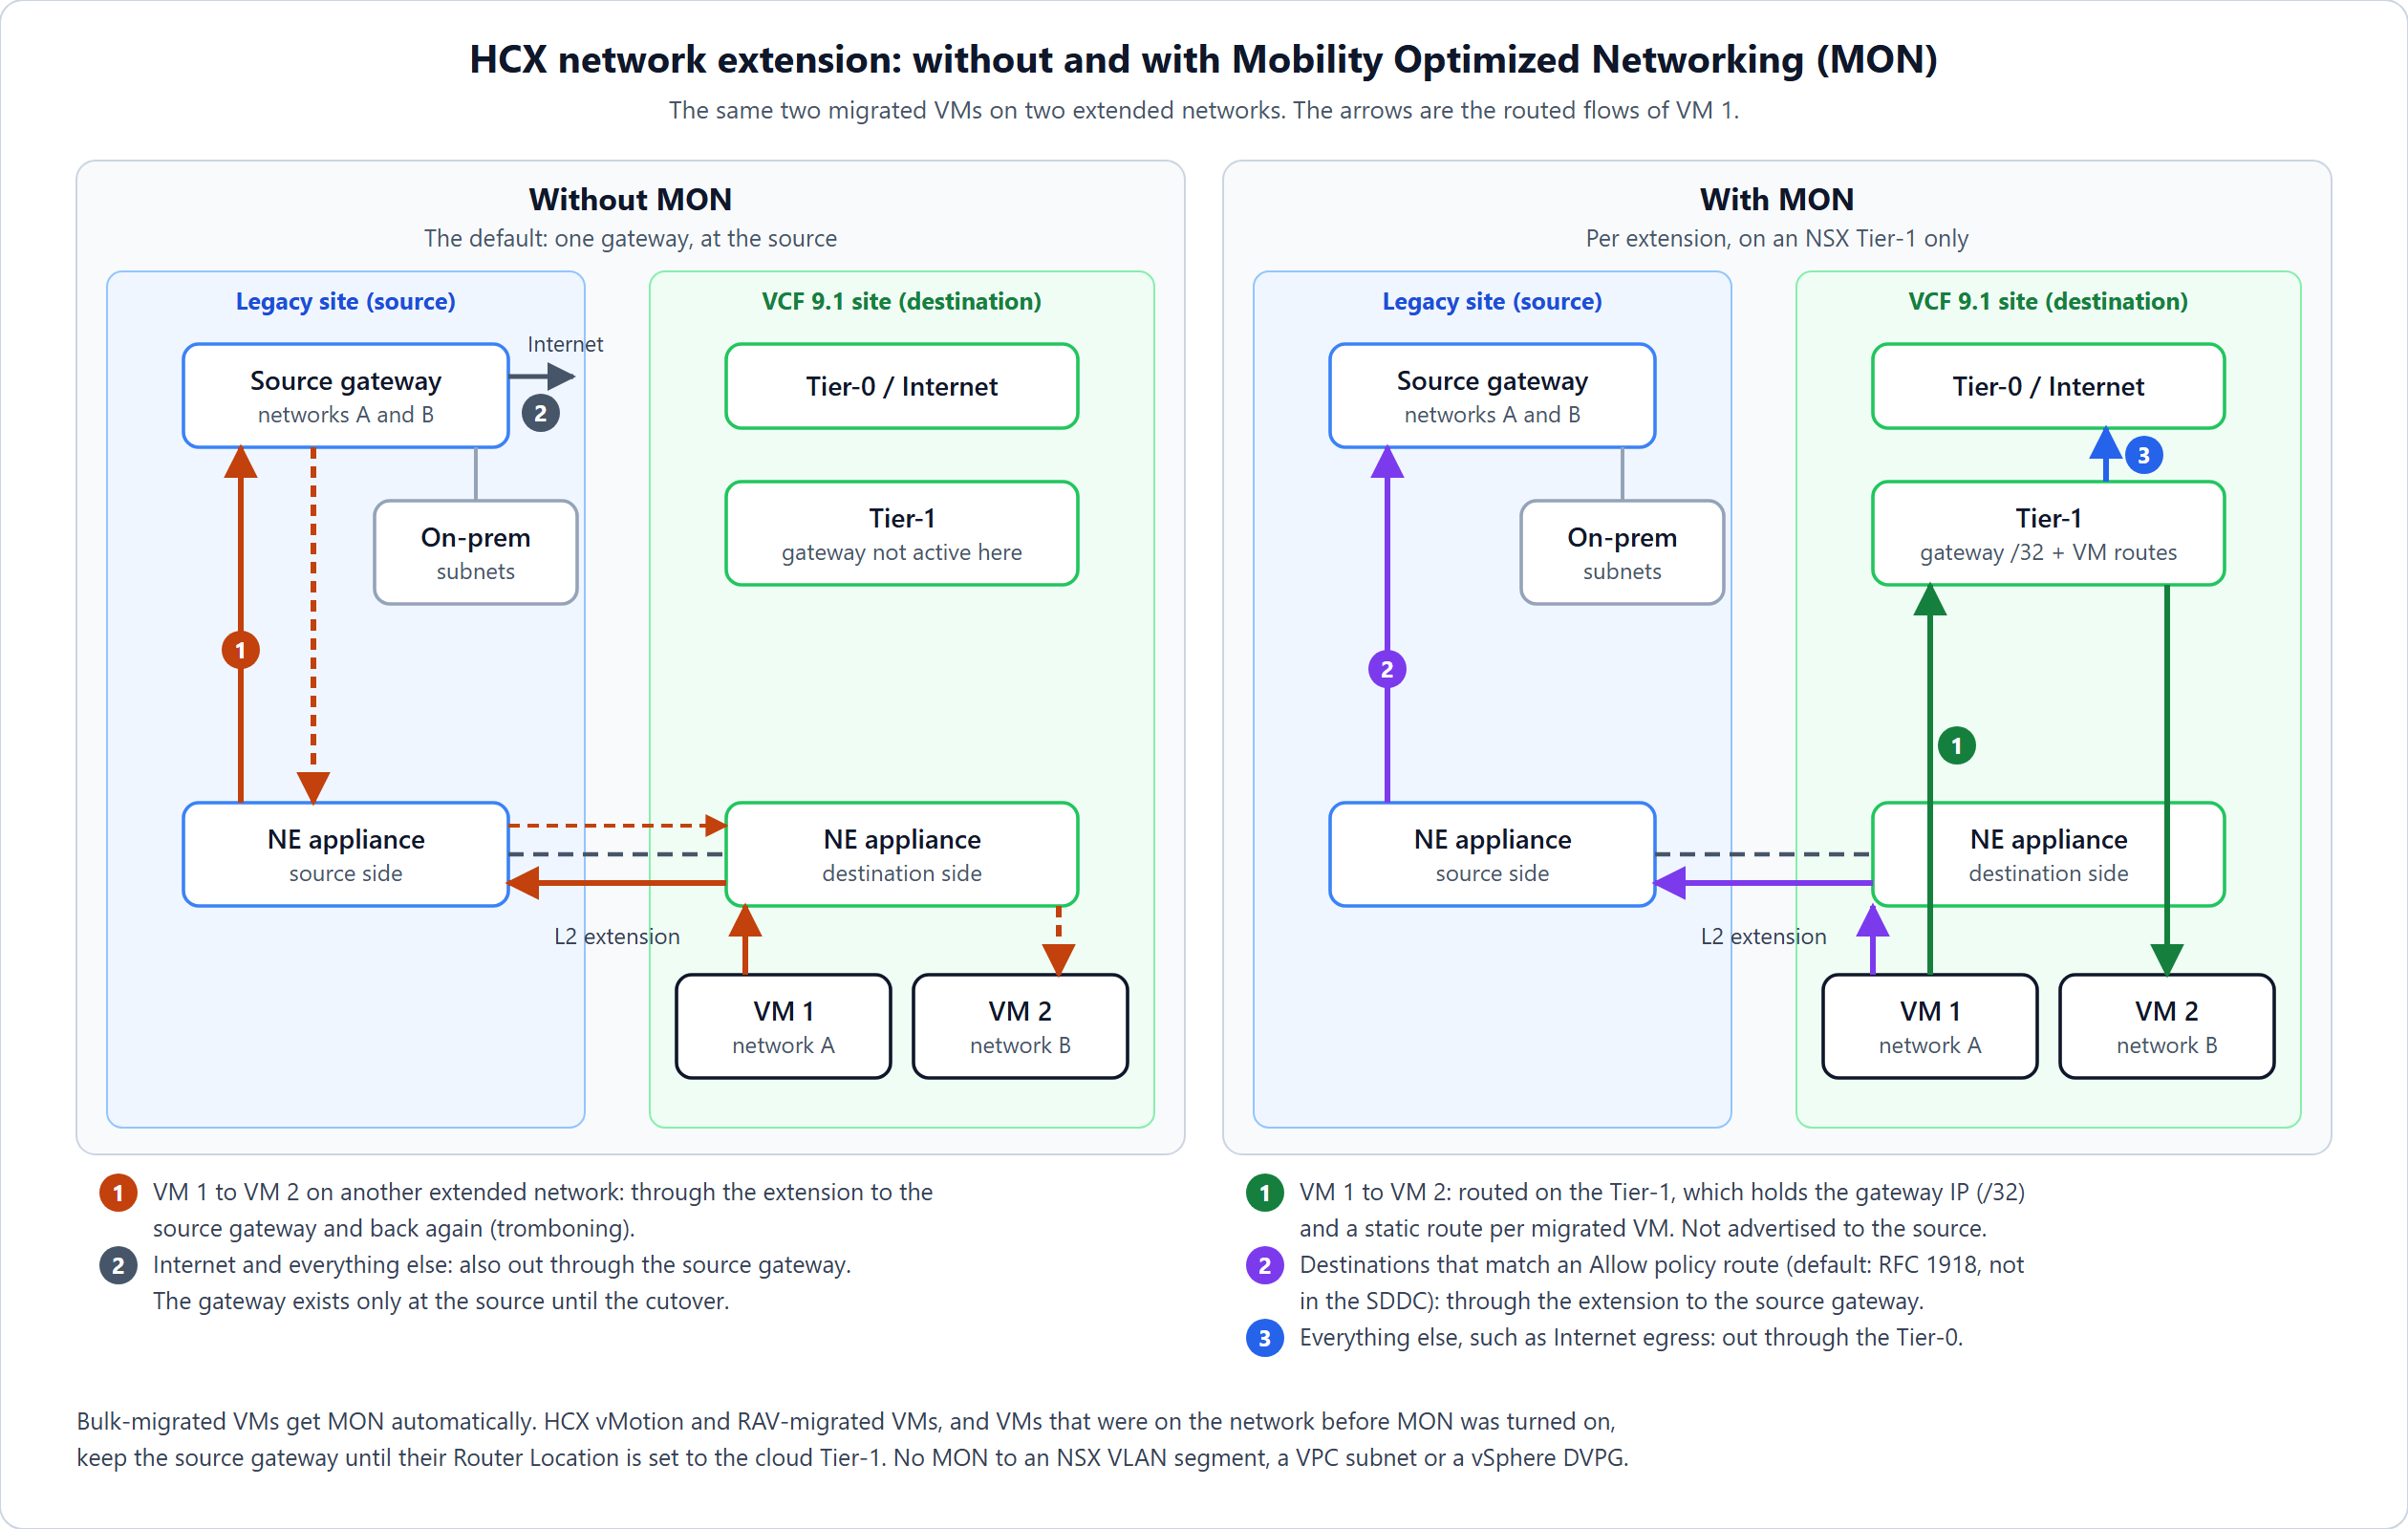 HCX network extension: without and with Mobility Optimized Networking (MON)
The same two migrated VMs on two extended networks. The arrows are the routed flows of VM 1.
Without MON
The default: one gateway, at the source
Legacy site (source)
Internet
Source gateway
networks A and B
2
On-prem
subnets
1
NE appliance
source side
L2 extension
VCF 9.1 site (destination)
Tier-0 / Internet
Tier-1
gateway not active here
NE appliance
destination side
VM 1
network A
VM 2
network B
1 VM 1 to VM 2 on another extended network: through the extension to the
source gateway and back again (tromboning).
2 Internet and everything else: also out through the source gateway.
The gateway exists only at the source until the cutover.
With MON
Per extension, on an NSX Tier-1 only
Legacy site (source)
Source gateway
networks A and B
On-prem
subnets
2
NE appliance
source side
L2 extension
VCF 9.1 site (destination)
Tier-0 / Internet
3
Tier-1
gateway /32 + VM routes
1
NE appliance
destination side
VM 1
network A
VM 2
network B
1 VM 1 to VM 2: routed on the Tier-1, which holds the gateway IP (/32)
and a static route per migrated VM. Not advertised to the source.
2 Destinations that match an Allow policy route (default: RFC 1918, not
in the SDDC): through the extension to the source gateway.
3 Everything else, such as Internet egress: out through the Tier-0.
Bulk-migrated VMs get MON automatically. HCX vMotion and RAV-migrated VMs, and VMs that were on the network before MON was turned on,
keep the source gateway until their Router Location is set to the cloud Tier-1. No MON to an NSX VLAN segment, a VPC subnet or a vSphere DVPG.